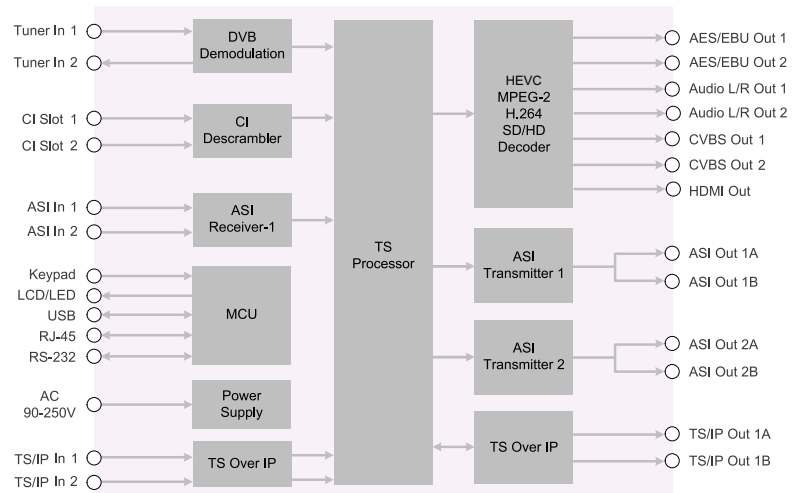 Tuner In 1
Tuner In 2
DVB
Demodulation
CI Slot 1
CI Slot 2
CI
Descrambler
ASI In 1
ASI In 2
ASI
Receiver-1
Keypad
LCD/LED
USB
RJ-45
RS-232
MCU
AC
90-250V
Power
Supply
TS/IP In 1
TS/IP In 2
TS Over IP
TS
Processor
HEVC
MPEG-2
H.264
SD/HD
Decoder
AES/EBU Out 1
AES/EBU Out 2
Audio L/R Out 1
Audio L/R Out 2
CVBS Out 1
CVBS Out 2
HDMI Out
ASI
Transmitter 1
ASI Out 1A
ASI Out 1B
ASI
Transmitter 2
ASI Out 2A
ASI Out 2B
TS Over IP
TS/IP Out 1A
TS/IP Out 1B